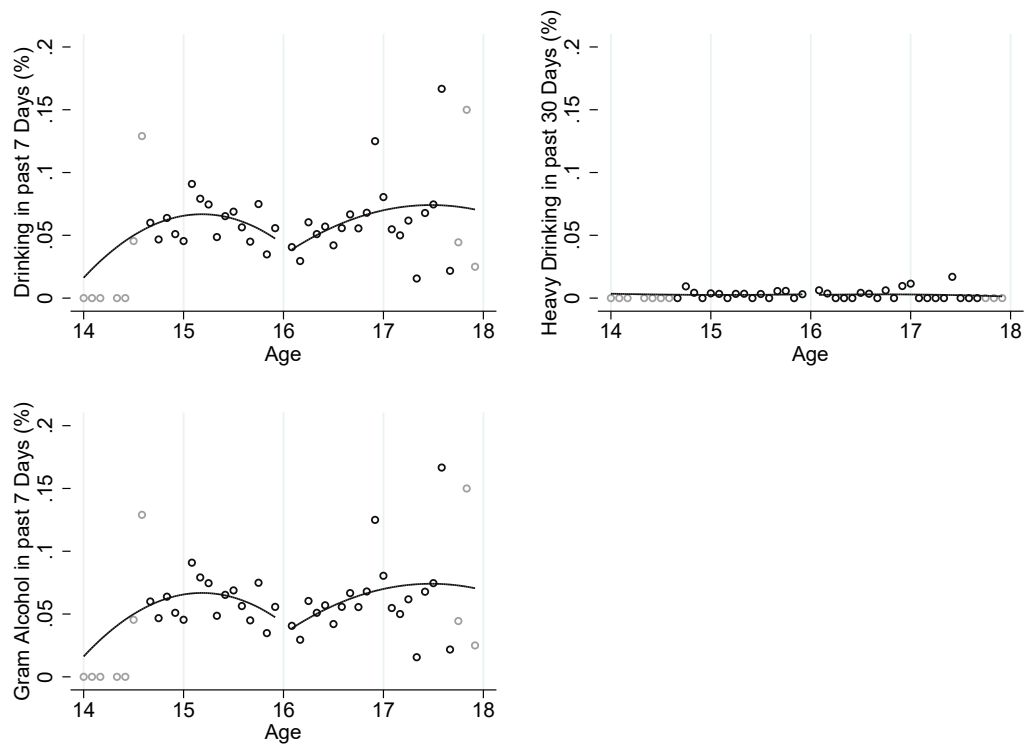 Drinking in past 7 Days (%)
.2
.15
.1
.05
0
14 15 16 17 18
Age
Heavy Drinking in past 30 Days (%)
.2
.15
.1
.05
0
14 15 16 17 18
Age
Gram Alcohol in past 7 Days (%)
.2
.15
.1
.05
0
14 15 16 17 18
Age